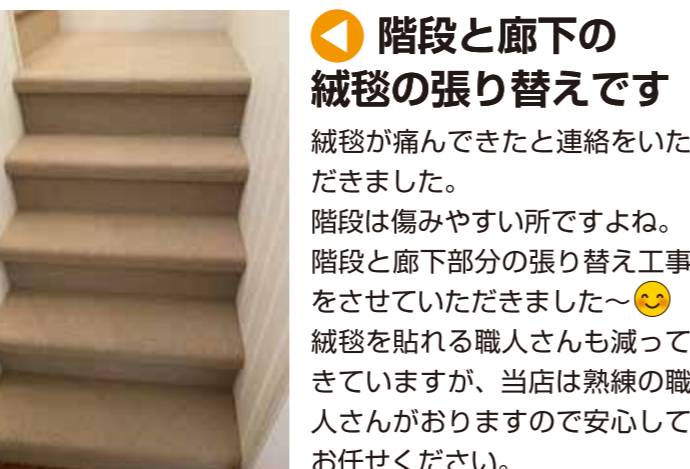 階段と廊下の
絨毯の張り替えです
絨毯が痛んできたと連絡をいた
だきました。
階段は傷みやすい所ですよね。
階段と廊下部分の張り替え工事
をさせていただきました〜😊
絨毯を貼れる職人さんも減って
きていますが、当店は熟練の職
人さんがおりますので安心して
お任せください。